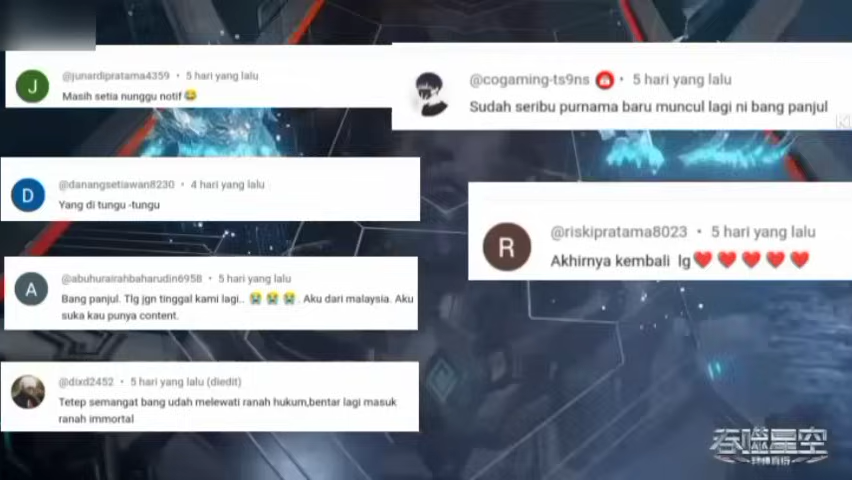 J
@junardipratama4359 • 5 hari yang lalu
Masih setia nunggu notif😂
@cogaming-ts9ns • 5 hari yang lalu
Sudah seribu purnama baru muncul lagi ni bang panjul
D
@danangsetiawan8230 • 4 hari yang lalu
Yang di tungu -tungu
R
@riskipratama8023 • 5 hari yang lalu
Akhirnya kembali lg❤️❤️❤️❤️❤️
A
@abuhurairahbaharudin6958 • 5 hari yang lalu
Bang panjul. Tlg jgn tinggal kami lagi.. 😭😭😭. Aku dari malaysia. Aku
suka kau punya content.
@dixd2452 • 5 hari yang lalu (diedit)
Tetep semangat bang udah melewati ranah hukum,bentar lagi masuk
ranah immortal
吞噬星空